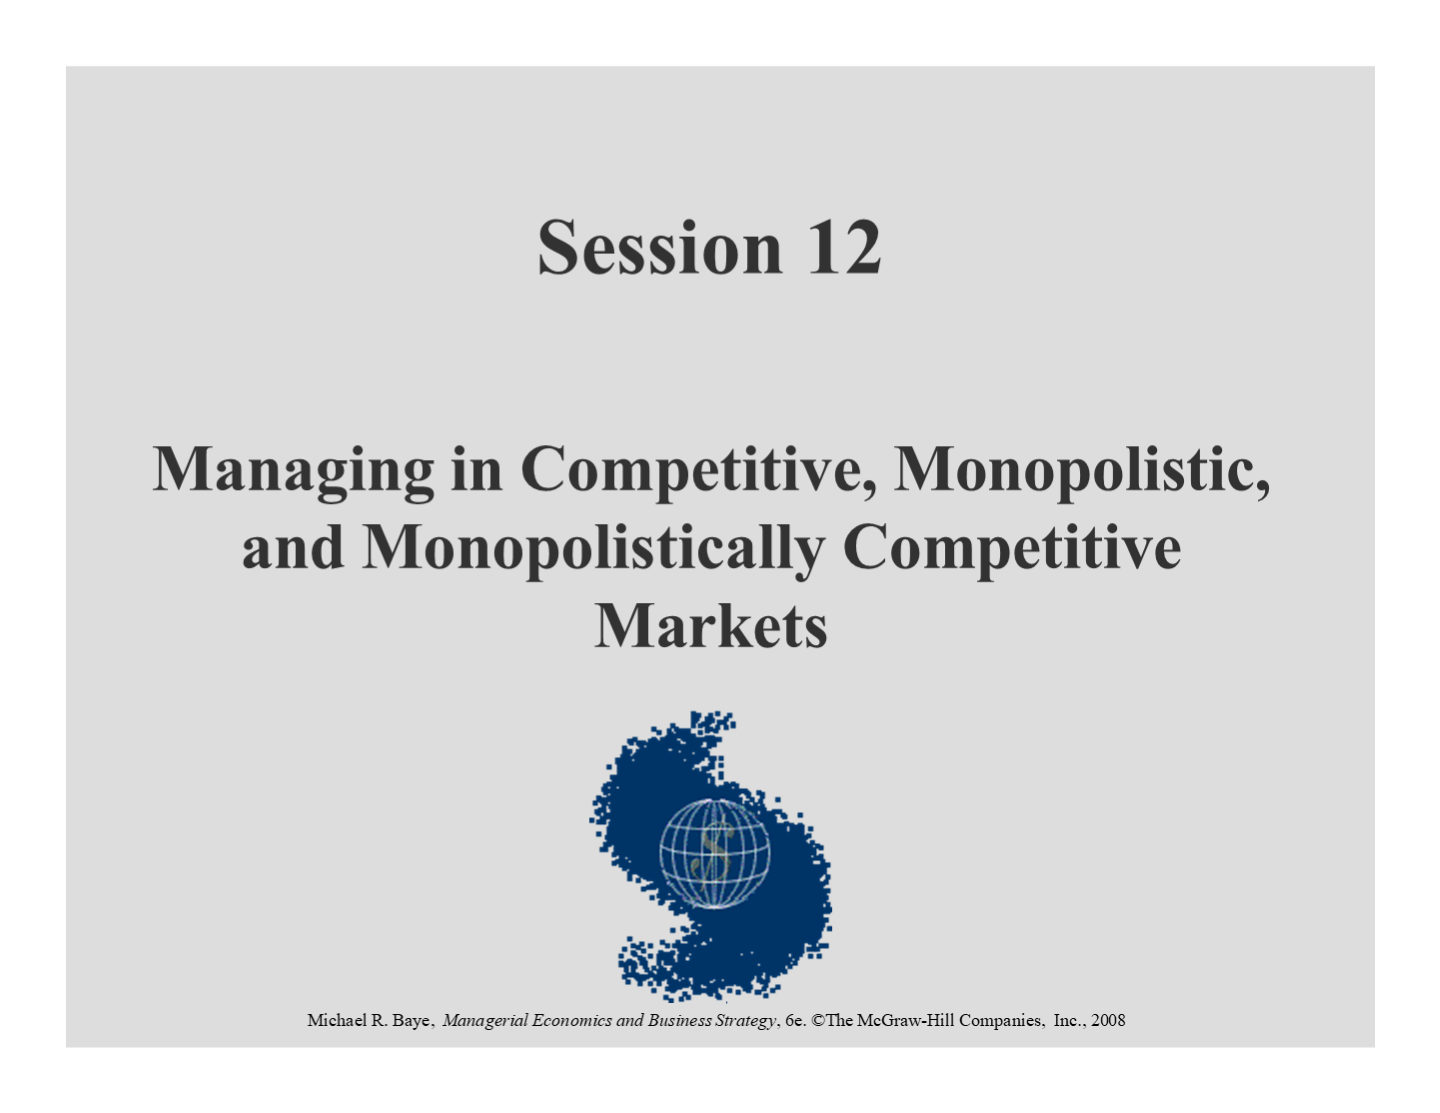 Session 12
Managing in Competitive, Monopolistic,
and Monopolistically Competitive
Markets
$
Michael R. Baye, Managerial Economics and Business Strategy, 6e. ©The McGraw-Hill Companies, Inc., 2008